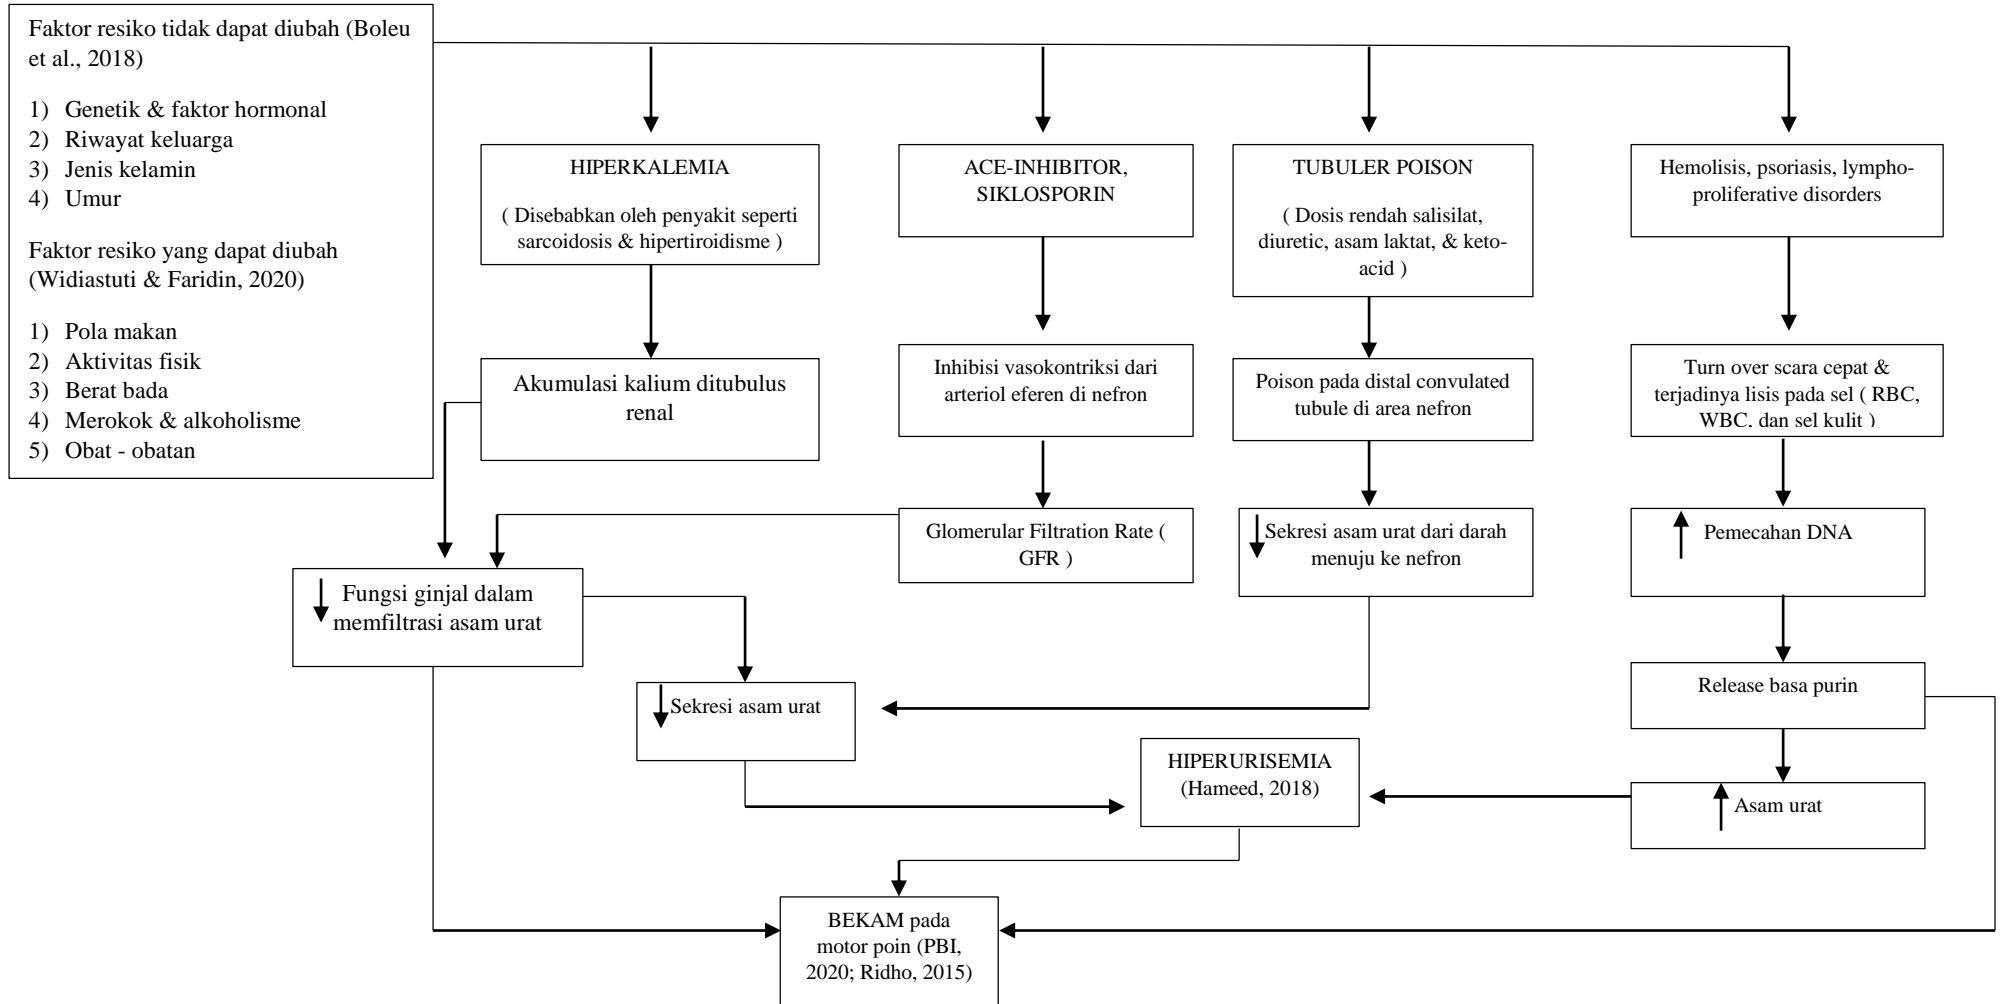 Faktor resiko tidak dapat diubah (Boleu
et al., 2018)
1) Genetik & faktor hormonal
2) Riwayat keluarga
3) Jenis kelamin
4) Umur
Faktor resiko yang dapat diubah
(Widiastuti & Faridin, 2020)
1) Pola makan
2) Aktivitas fisik
3) Berat bada
4) Merokok & alkoholisme
5) Obat - obatan
HIPERKALEMIA
( Disebabkan oleh penyakit seperti
sarcoidosis & hipertiroidisme )
ACE-INHIBITOR,
SIKLOSPORIN
TUBULER POISON
( Dosis rendah salisilat,
diuretic, asam laktat, & keto-
acid )
Hemolisis, psoriasis, lympho-
proliferative disorders
Akumulasi kalium ditubulus
renal
Inhibisi vasokontriksi dari
arteriol eferen di nefron
Poison pada distal convulated
tubule di area nefron
Turn over scara cepat &
terjadinya lisis pada sel ( RBC,
WBC, dan sel kulit )
Glomerular Filtration Rate (
GFR )
Sekresi asam urat dari darah
menuju ke nefron
Pemecahan DNA
Fungsi ginjal dalam
memfiltrasi asam urat
Sekresi asam urat
Release basa purin
HIPERURISEMIA
(Hameed, 2018)
Asam urat
BEKAM pada
motor poin (PBI,
2020; Ridho, 2015)